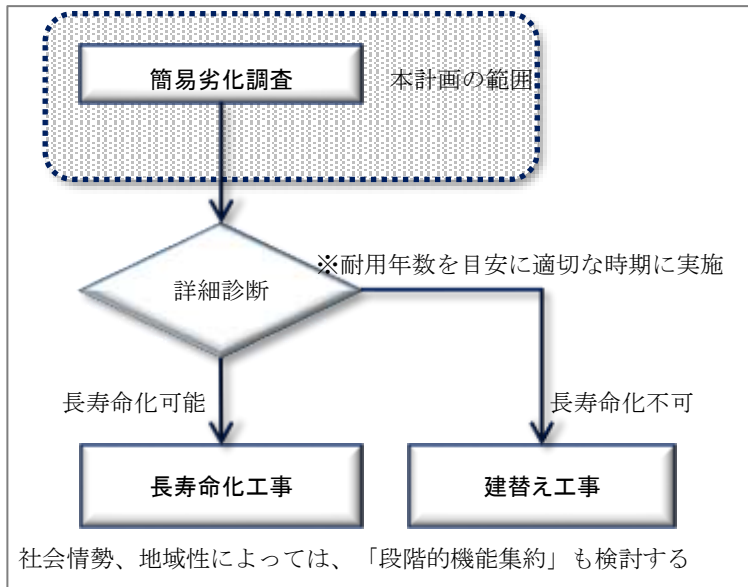 簡易劣化調査
本計画の範囲
※耐用年数を目安に適切な時期に実施
詳細診断
長寿命化可能
長寿命化不可
長寿命化工事
建替え工事
社会情勢、地域性によっては、「段階的機能集約」も検討する